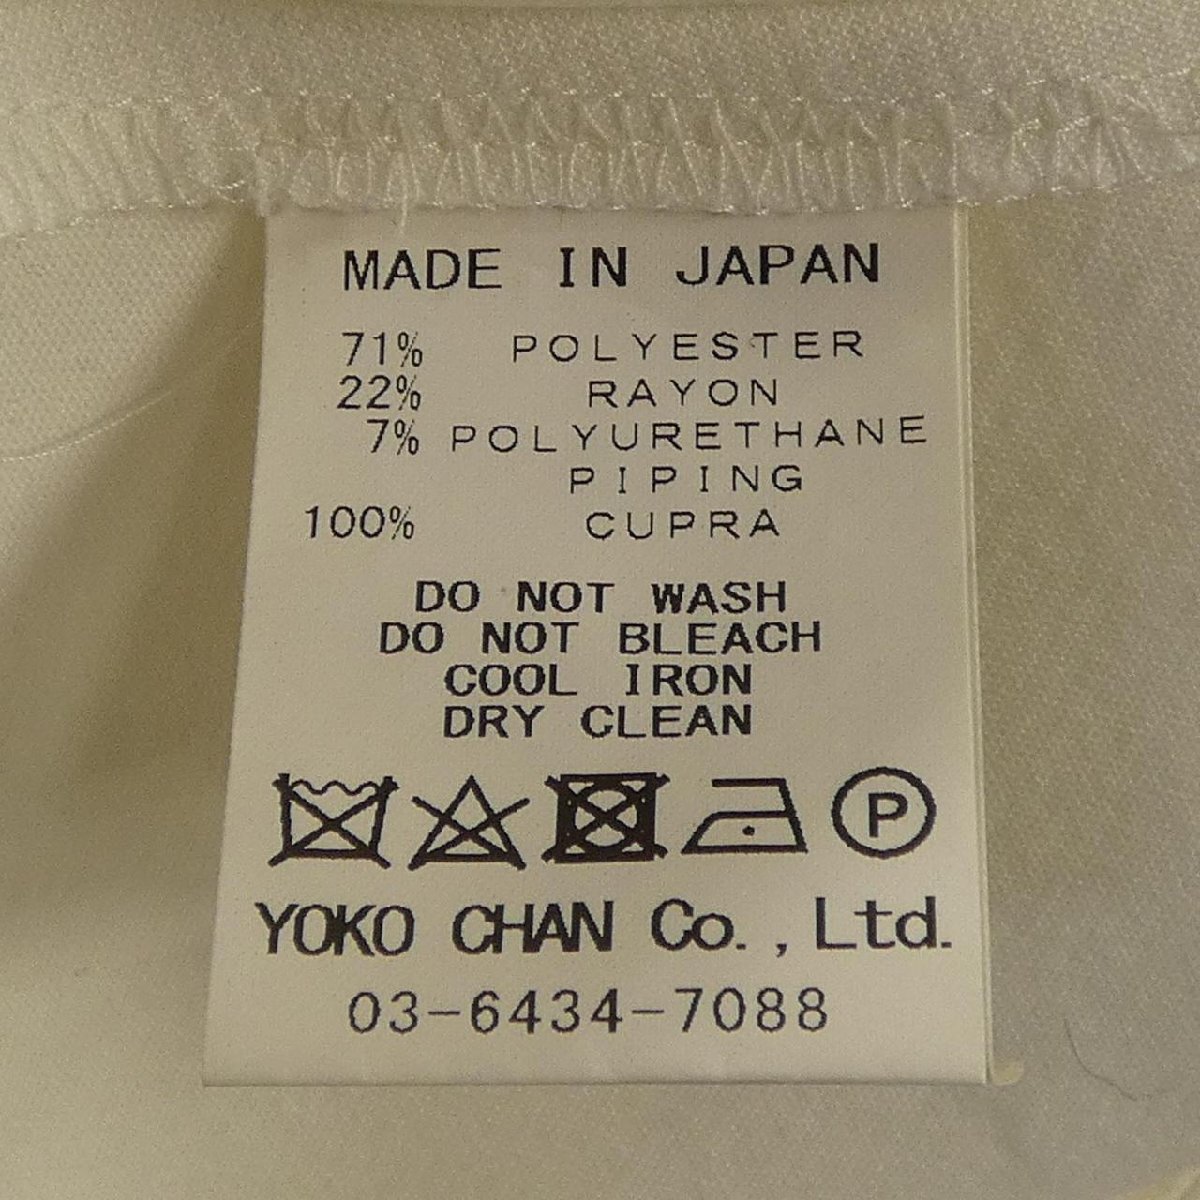 MADE IN JAPAN
71% POLYESTER
22% RAYON
7% POLYURETHANE
PIPING
100% CUPRA
DO NOT WASH
DO NOT BLEACH
COOL IRON
DRY CLEAN
P
YOKO CHAN Co., Ltd.
03-6434-7088